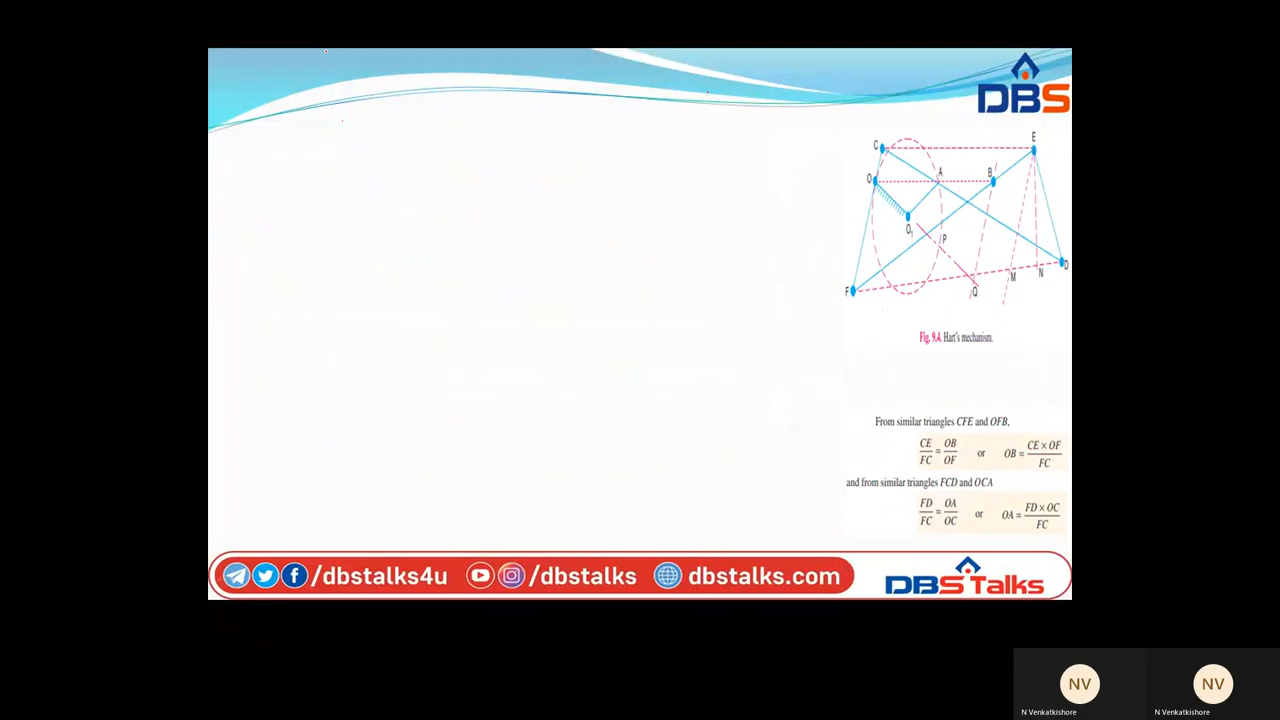 DBS
C
E
O
A
B
O1
P
D
F
Q
M
N
Fig. 9.4. Hart's mechanism.
From similar triangles CFE and OFB,
CE/FC = OB/OF or OB = CE × OF/FC
and from similar triangles FCD and OCA
FD/FC = OA/OC or OA = FD × OC/FC
/dbstalks4u /dbstalks dbstalks.com DBS Talks
NV NV
N Venkatkishore N Venkatkishore